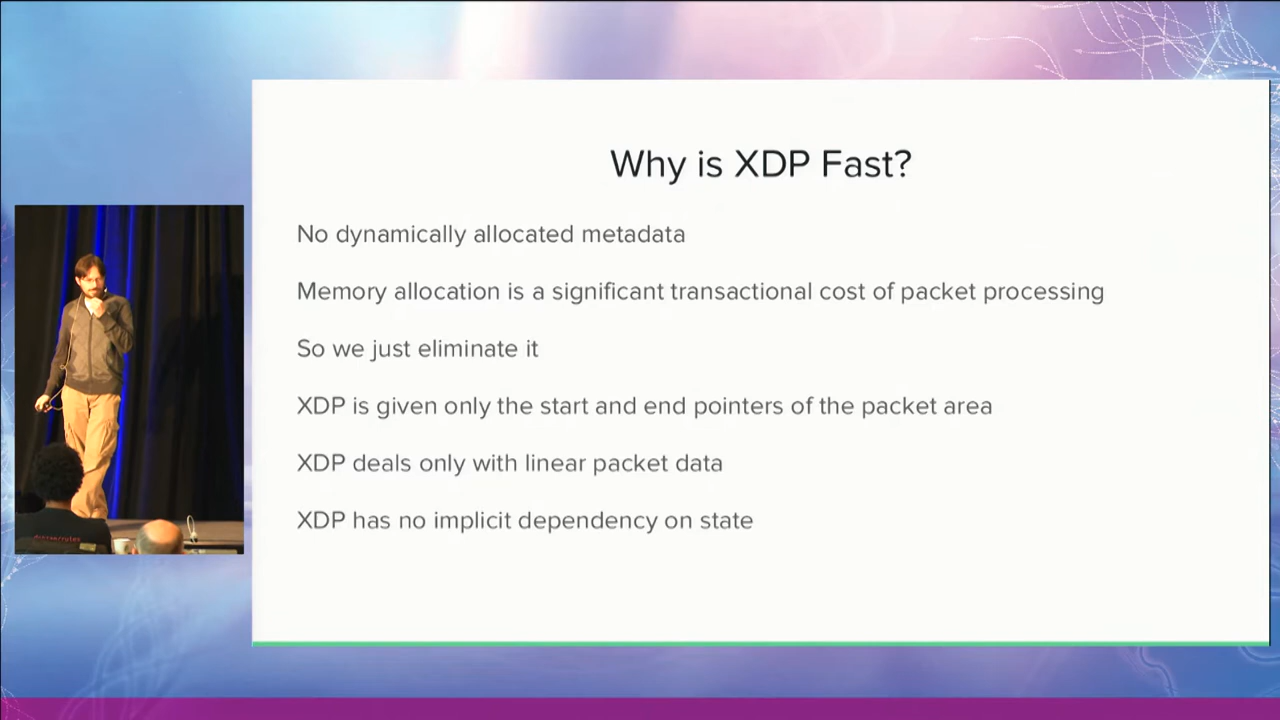 Why is XDP Fast?
No dynamically allocated metadata
Memory allocation is a significant transactional cost of packet processing
So we just eliminate it
XDP is given only the start and end pointers of the packet area
XDP deals only with linear packet data
XDP has no implicit dependency on state